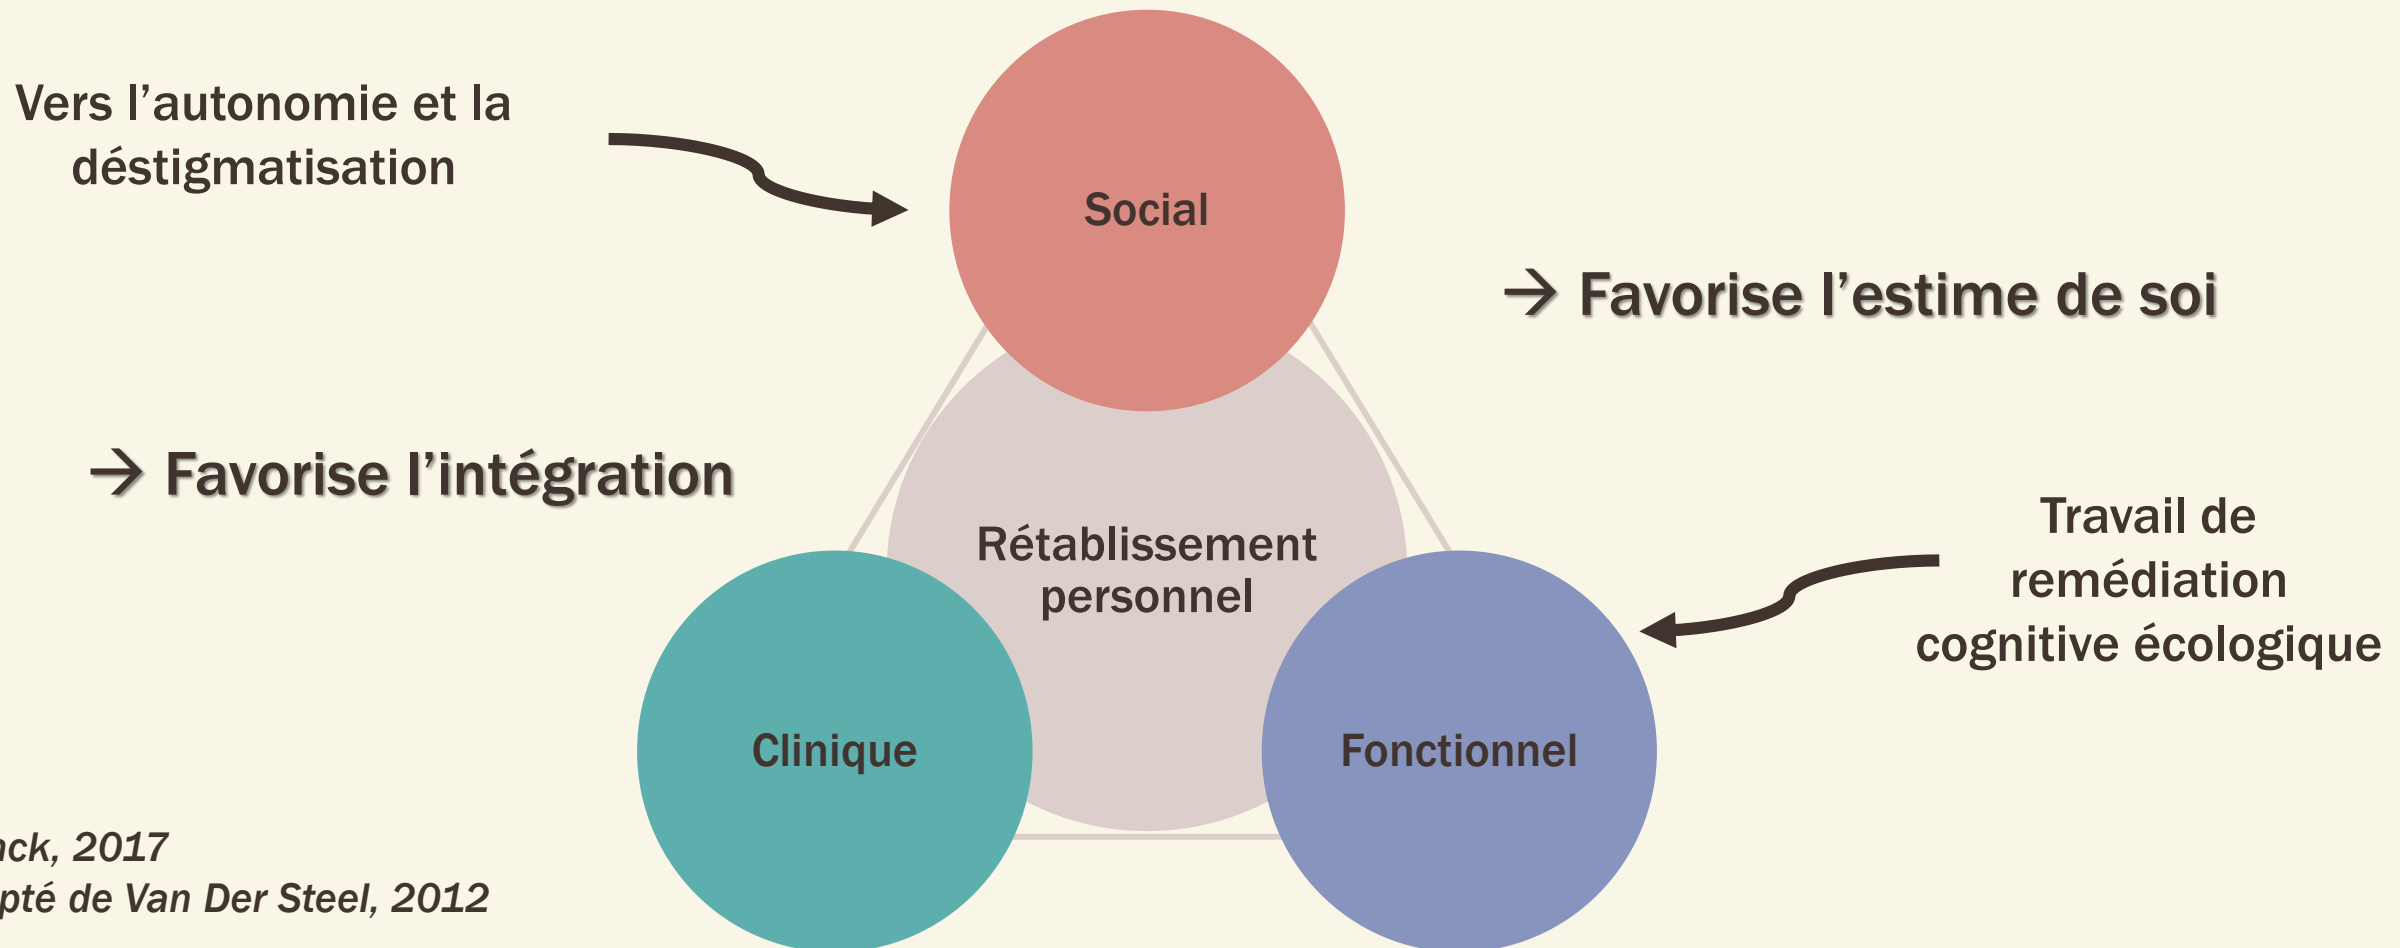 Vers l’autonomie et la
déstigmatisation
Social
→ Favorise l’estime de soi
→ Favorise l’intégration
Rétablissement
personnel
Travail de
remédiation
cognitive écologique
Clinique
Fonctionnel
2017
de Van Der Steel, 2012